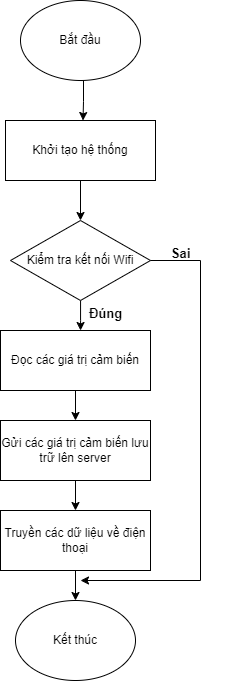 Bắt đầu
Khởi tạo hệ thống
Kiểm tra kết nối Wifi
Sai
Đúng
Đọc các giá trị cảm biến
Gửi các giá trị cảm biến lưu
trữ lên server
Truyền các dữ liệu về điện
thoại
Kết thúc